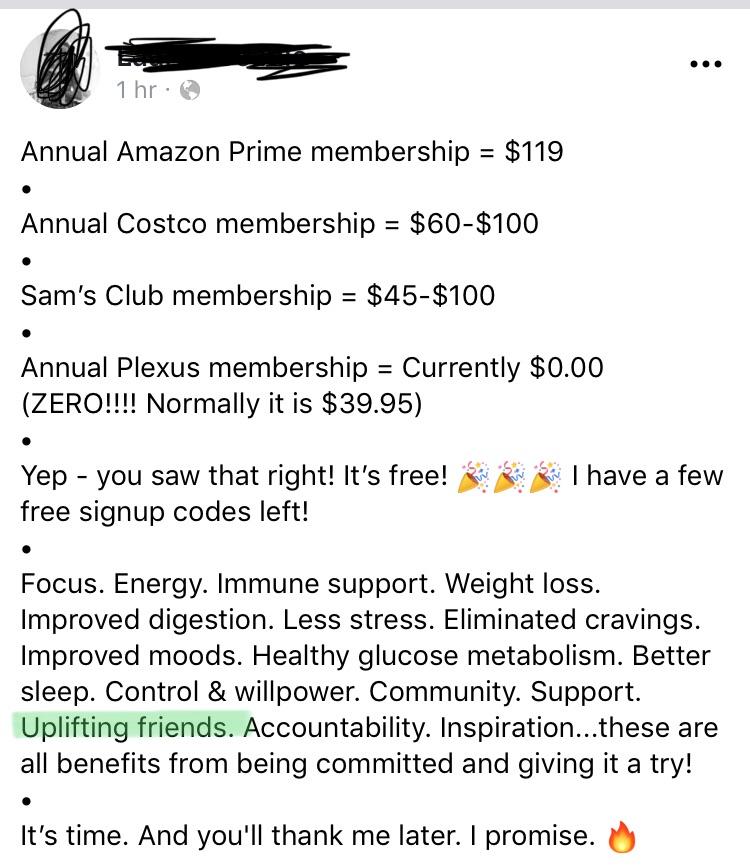 1 hr ·
Annual Amazon Prime membership = $119
•
Annual Costco membership = $60-$100
•
Sam’s Club membership = $45-$100
•
Annual Plexus membership = Currently $0.00
(ZERO!!!! Normally it is $39.95)
•
Yep - you saw that right! It’s free! 🎉🎉🎉 I have a few
free signup codes left!
•
Focus. Energy. Immune support. Weight loss.
Improved digestion. Less stress. Eliminated cravings.
Improved moods. Healthy glucose metabolism. Better
sleep. Control & willpower. Community. Support.
Uplifting friends. Accountability. Inspiration...these are
all benefits from being committed and giving it a try!
•
It’s time. And you'll thank me later. I promise. 🔥